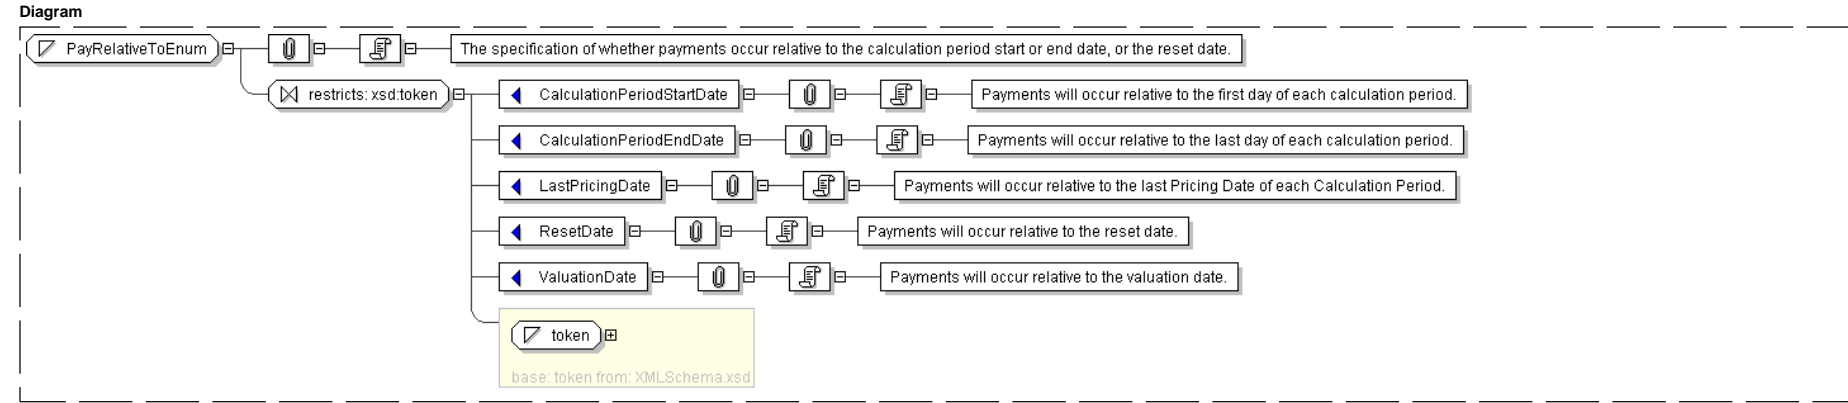 Diagram
PayRelativeToEnum The specification of whether payments occur relative to the calculation period start or end date, or the reset date.
restricts: xsd:token CalculationPeriodStartDate Payments will occur relative to the first day of each calculation period.
CalculationPeriodEndDate Payments will occur relative to the last day of each calculation period.
LastPricingDate Payments will occur relative to the last Pricing Date of each Calculation Period.
ResetDate Payments will occur relative to the reset date.
ValuationDate Payments will occur relative to the valuation date.
token
base: token from: XMLSchema.xsd